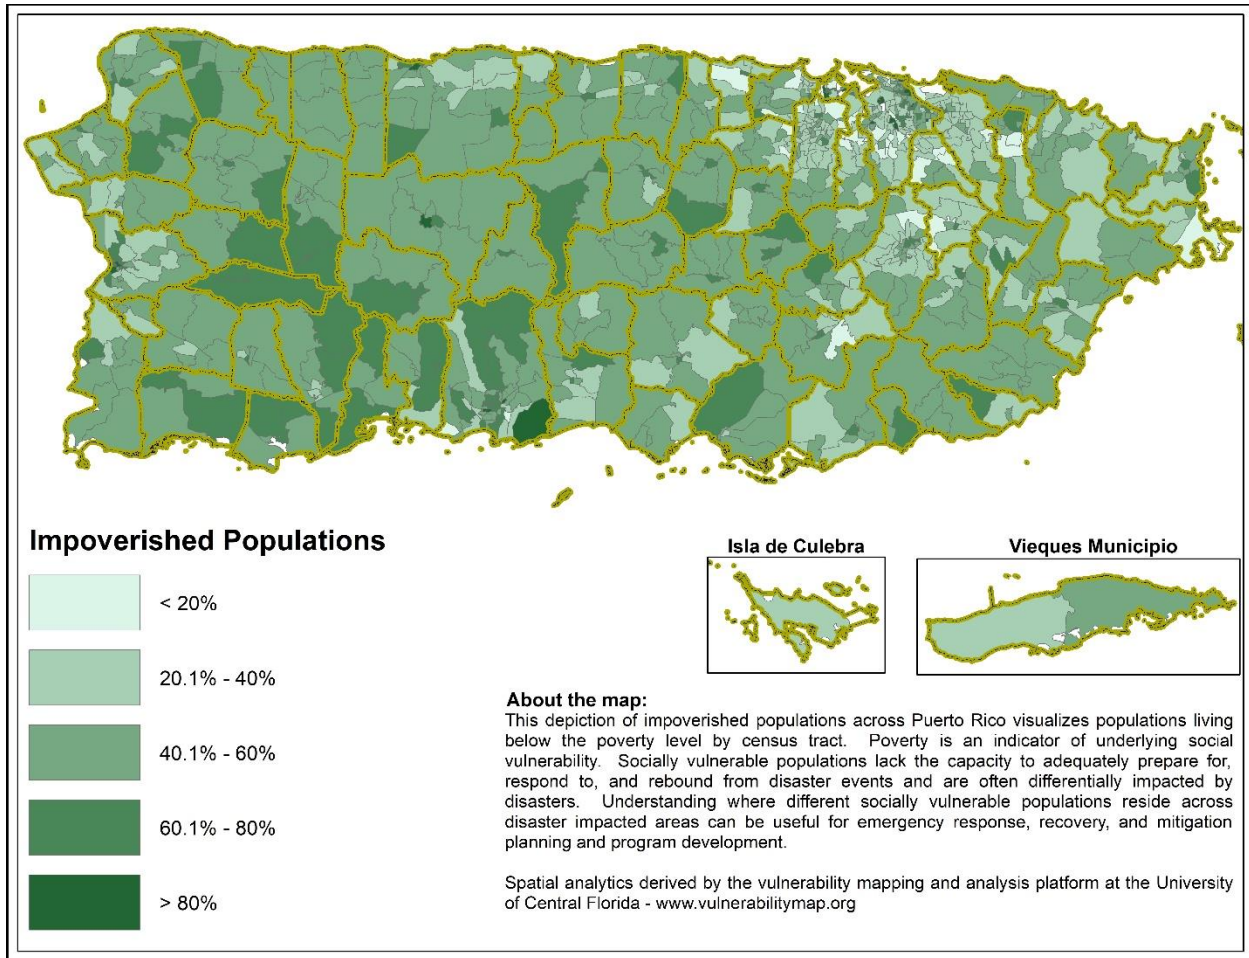 Impoverished Populations
< 20%
20.1% - 40%
40.1% - 60%
60.1% - 80%
> 80%
Isla de Culebra
Vieques Municipio
About the map:
This depiction of impoverished populations across Puerto Rico visualizes populations living
below the poverty level by census tract. Poverty is an indicator of underlying social
vulnerability. Socially vulnerable populations lack the capacity to adequately prepare for,
respond to, and rebound from disaster events and are often differentially impacted by
disasters. Understanding where different socially vulnerable populations reside across
disaster impacted areas can be useful for emergency response, recovery, and mitigation
planning and program development.
Spatial analytics derived by the vulnerability mapping and analysis platform at the University
of Central Florida - www.vulnerabilitymap.org